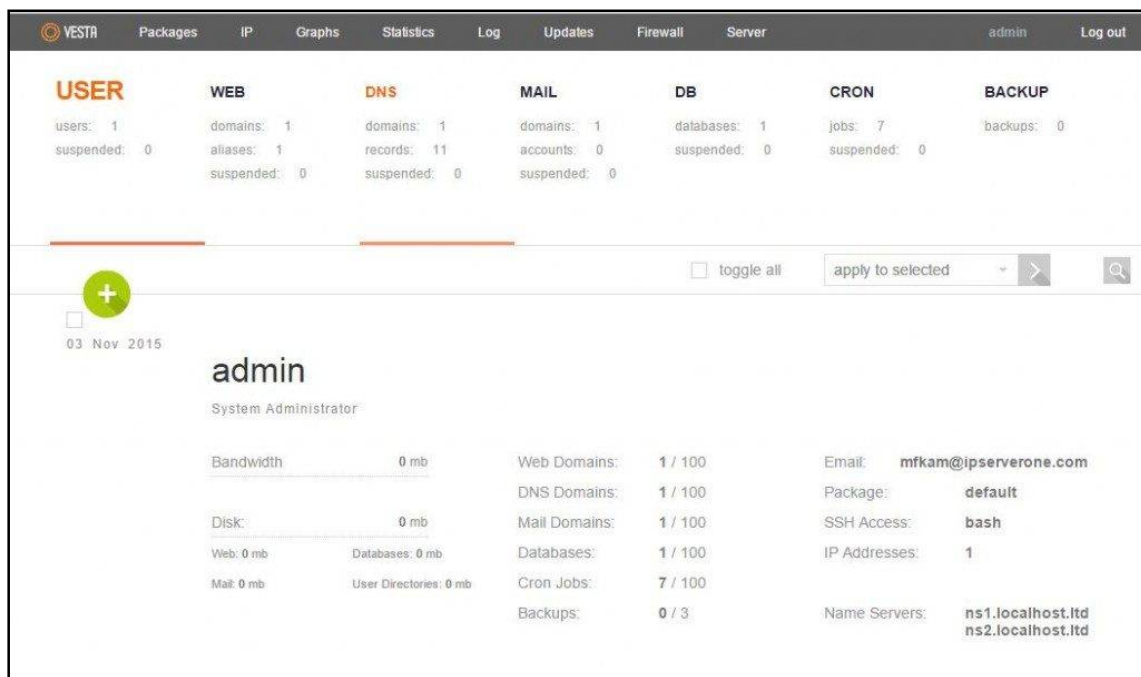 VESTA Packages IP Graphs Statistics Log Updates Firewall Server admin Log out
USER WEB DNS MAIL DB CRON BACKUP
users: 1 domains: 1 domains: 1 domains: 1 databases: 1 jobs: 7 backups: 0
suspended: 0 aliases: 1 records: 11 accounts: 0 suspended: 0 suspended: 0
suspended: 0 suspended: 0 suspended: 0
toggle all apply to selected
03 Nov 2015
admin
System Administrator
Bandwidth 0 mb Web Domains: 1 / 100 Email: mfkam@ipserverone.com
DNS Domains: 1 / 100 Package: default
Disk: 0 mb Mail Domains: 1 / 100 SSH Access: bash
Web: 0 mb Databases: 0 mb Databases: 1 / 100 IP Addresses: 1
Mail: 0 mb User Directories: 0 mb Cron Jobs: 7 / 100
Backups: 0 / 3 Name Servers: ns1.localhost.ltd
ns2.localhost.ltd